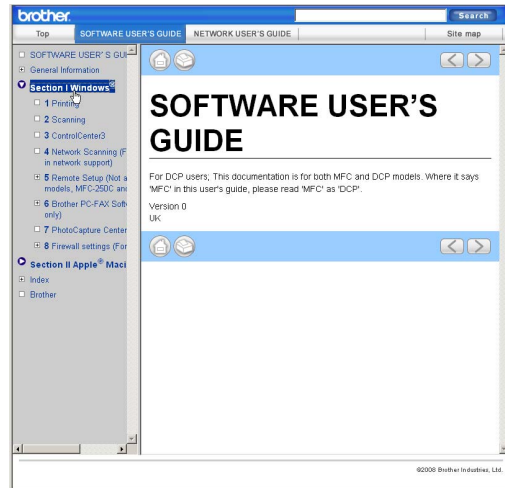 brother.
Search
Top
SOFTWARE USER'S GUIDE
NETWORK USER'S GUIDE
Site map
SOFTWARE USER' S GUI
General Information
Section I Windows®
1 Printing
2 Scanning
3 ControlCenter3
4 Network Scanning (F
in network support)
5 Remote Setup (Not a
models, MFC-250C and
6 Brother PC-FAX Soft
only)
7 PhotoCapture Center
8 Firewall settings (For
Section II Apple® Maci
Index
Brother
SOFTWARE USER'S
GUIDE
For DCP users; This documentation is for both MFC and DCP models. Where it says
'MFC' in this user's guide, please read 'MFC' as 'DCP'.
Version 0
UK
©2008 Brother Industries, Ltd.